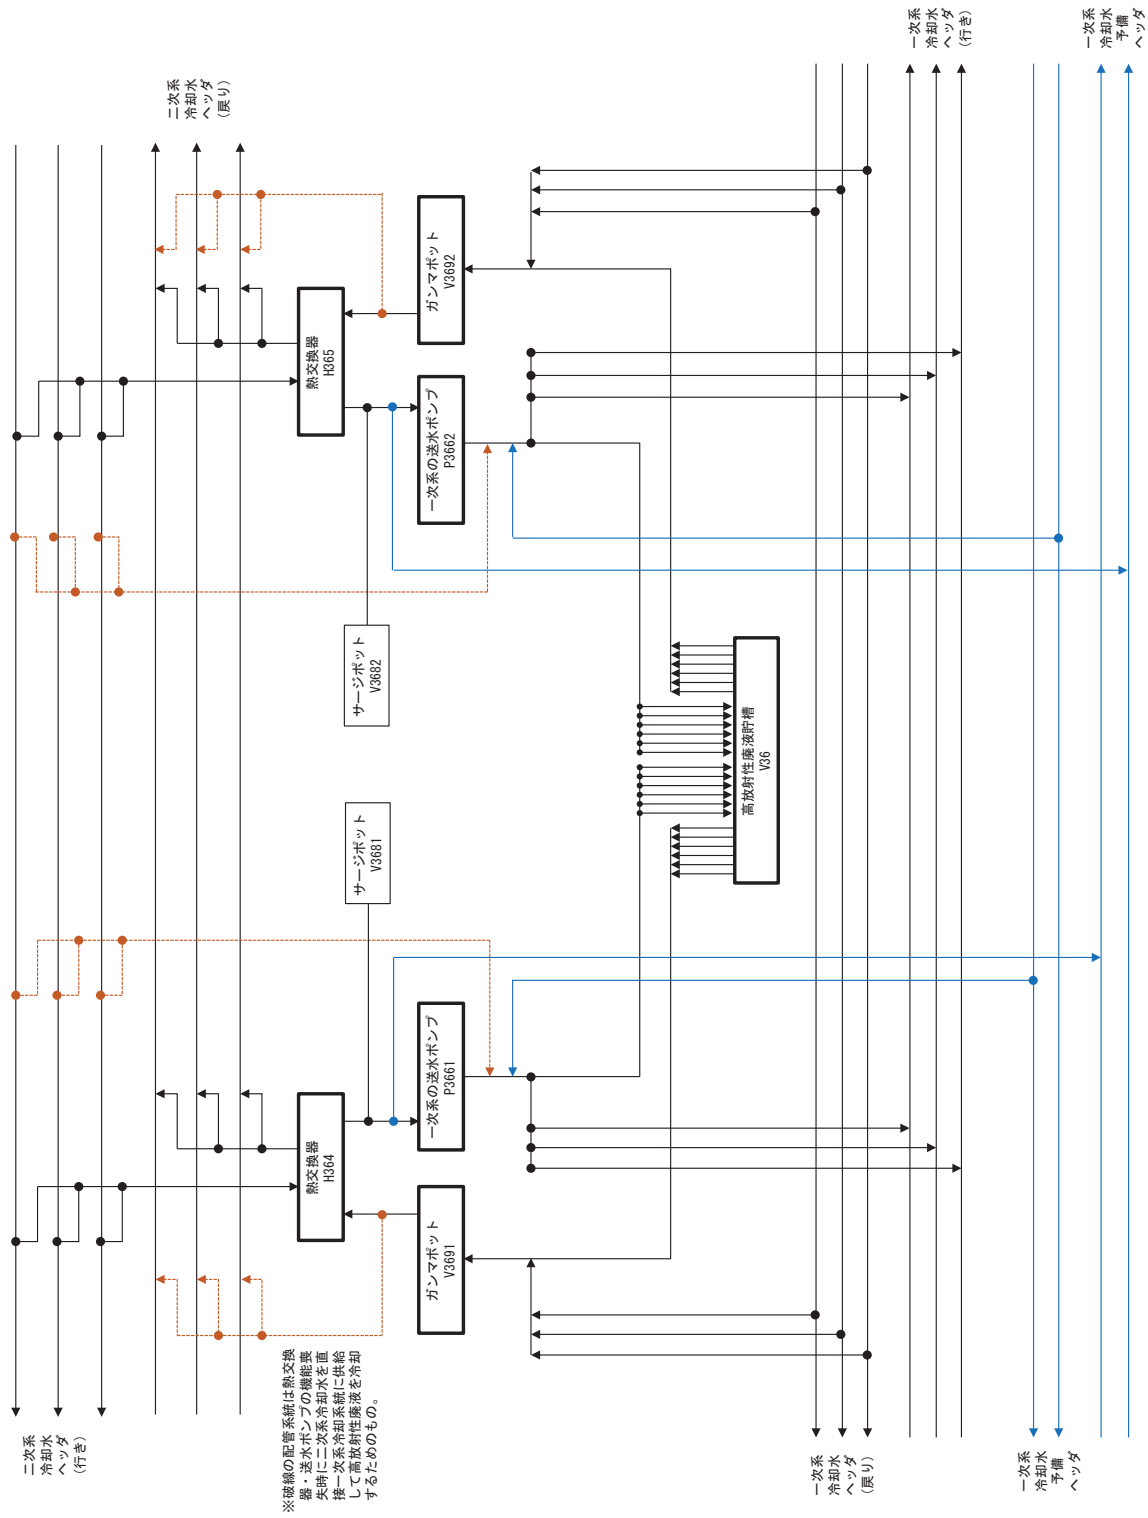 二次系
冷却水
ヘッダ
(行き)
二次系
冷却水
ヘッダ
(戻り)
※破線の配管系統は熱交換
器・送水ポンプの機能喪
失時に二次系冷却水を直
接一次系冷却系統に供給
して高放射性廃液を冷却
するためのもの。
熱交換器
H364
熱交換器
H365
サージポット
V3681
サージポット
V3682
ガンマポット
V3691
一次系の送水ポンプ
P3661
一次系の送水ポンプ
P3662
ガンマポット
V3692
高放射性廃液貯槽
V36
一次系
冷却水
ヘッダ
(戻り)
一次系
冷却水
ヘッダ
(行き)
一次系
冷却水
予備
ヘッダ
一次系
冷却水
予備
ヘッダ